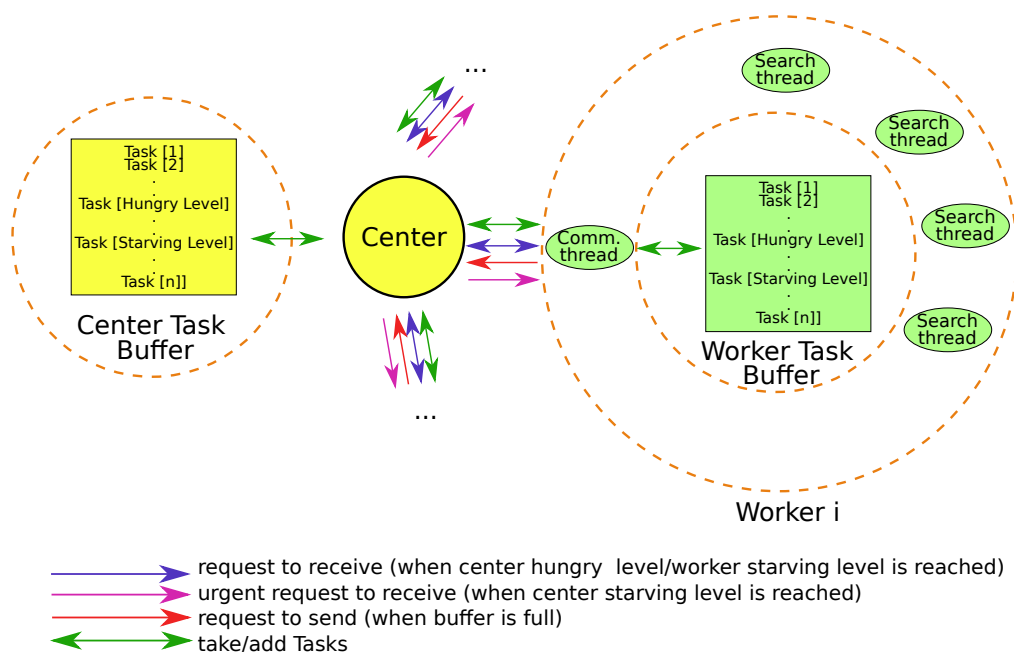 ...
Search
thread
Search
thread
Search
thread
Search
thread
Task [1]
Task [2]
.
.
Task [Hungry Level]
.
Task [Starving Level]
.
.
Task [n]]
Center Task
Buffer
Center
Comm.
thread
Task [1]
Task [2]
.
.
Task [Hungry Level]
.
.
Task [Starving Level]
.
.
Task [n]]
Worker Task
Buffer
...
Worker i
request to receive (when center hungry level/worker starving level is reached)
urgent request to receive (when center starving level is reached)
request to send (when buffer is full)
take/add Tasks